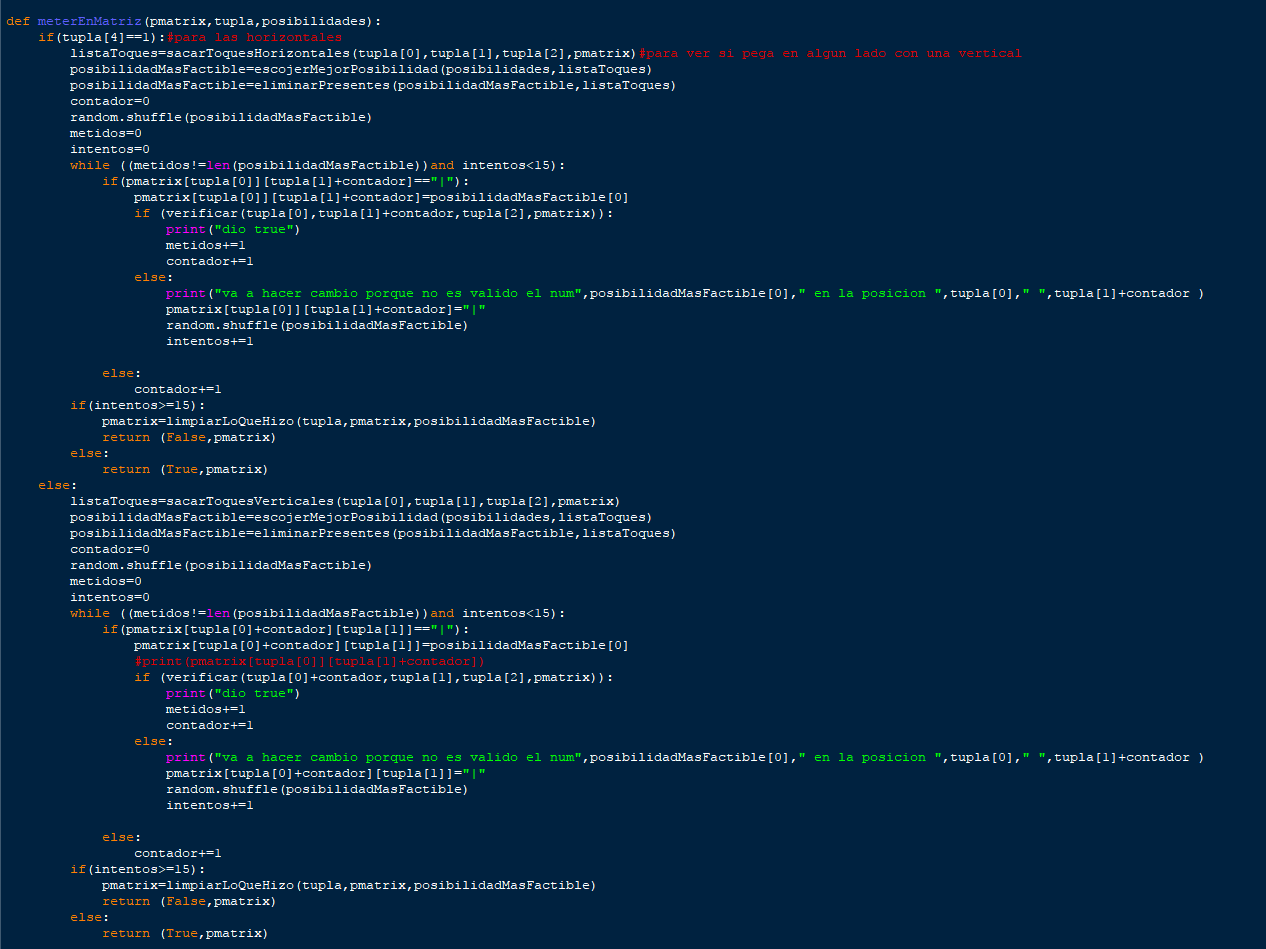 def meterEnMatriz(pmatrix,tupla,posibilidades):
    if(tupla[4]==1):#para las horizontales
        listaToques=sacarToquesHorizontales(tupla[0],tupla[1],tupla[2],pmatrix)#para ver si pega en algun lado con una vertical
        posibilidadMasFactible=escojerMejorPosibilidad(posibilidades,listaToques)
        posibilidadMasFactible=eliminarPresentes(posibilidadMasFactible,listaToques)
        contador=0
        random.shuffle(posibilidadMasFactible)
        metidos=0
        intentos=0
        while ((metidos!=len(posibilidadMasFactible))and intentos<15):
            if(pmatrix[tupla[0]][tupla[1]+contador]=="|"):
                pmatrix[tupla[0]][tupla[1]+contador]=posibilidadMasFactible[0]
                if (verificar(tupla[0],tupla[1]+contador,tupla[2],pmatrix)):
                    print("dio true")
                    metidos+=1
                    contador+=1
                else:
                    print("va a hacer cambio porque no es valido el num",posibilidadMasFactible[0]," en la posicion ",tupla[0]," ",tupla[1]+contador )
                    pmatrix[tupla[0]][tupla[1]+contador]="|"
                    random.shuffle(posibilidadMasFactible)
                    intentos+=1
            else:
                contador+=1
        if(intentos>=15):
            pmatrix=limpiarLoQueHizo(tupla,pmatrix,posibilidadMasFactible)
            return (False,pmatrix)
        else:
            return (True,pmatrix)
    else:
        listaToques=sacarToquesVerticales(tupla[0],tupla[1],tupla[2],pmatrix)
        posibilidadMasFactible=escojerMejorPosibilidad(posibilidades,listaToques)
        posibilidadMasFactible=eliminarPresentes(posibilidadMasFactible,listaToques)
        contador=0
        random.shuffle(posibilidadMasFactible)
        metidos=0
        intentos=0
        while ((metidos!=len(posibilidadMasFactible))and intentos<15):
            if(pmatrix[tupla[0]+contador][tupla[1]]=="|"):
                pmatrix[tupla[0]+contador][tupla[1]]=posibilidadMasFactible[0]
                #print(pmatrix[tupla[0]][tupla[1]+contador])
                if (verificar(tupla[0]+contador,tupla[1],tupla[2],pmatrix)):
                    print("dio true")
                    metidos+=1
                    contador+=1
                else:
                    print("va a hacer cambio porque no es valido el num",posibilidadMasFactible[0]," en la posicion ",tupla[0]," ",tupla[1]+contador )
                    pmatrix[tupla[0]+contador][tupla[1]]="|"
                    random.shuffle(posibilidadMasFactible)
                    intentos+=1
            else:
                contador+=1
        if(intentos>=15):
            pmatrix=limpiarLoQueHizo(tupla,pmatrix,posibilidadMasFactible)
            return (False,pmatrix)
        else:
            return (True,pmatrix)